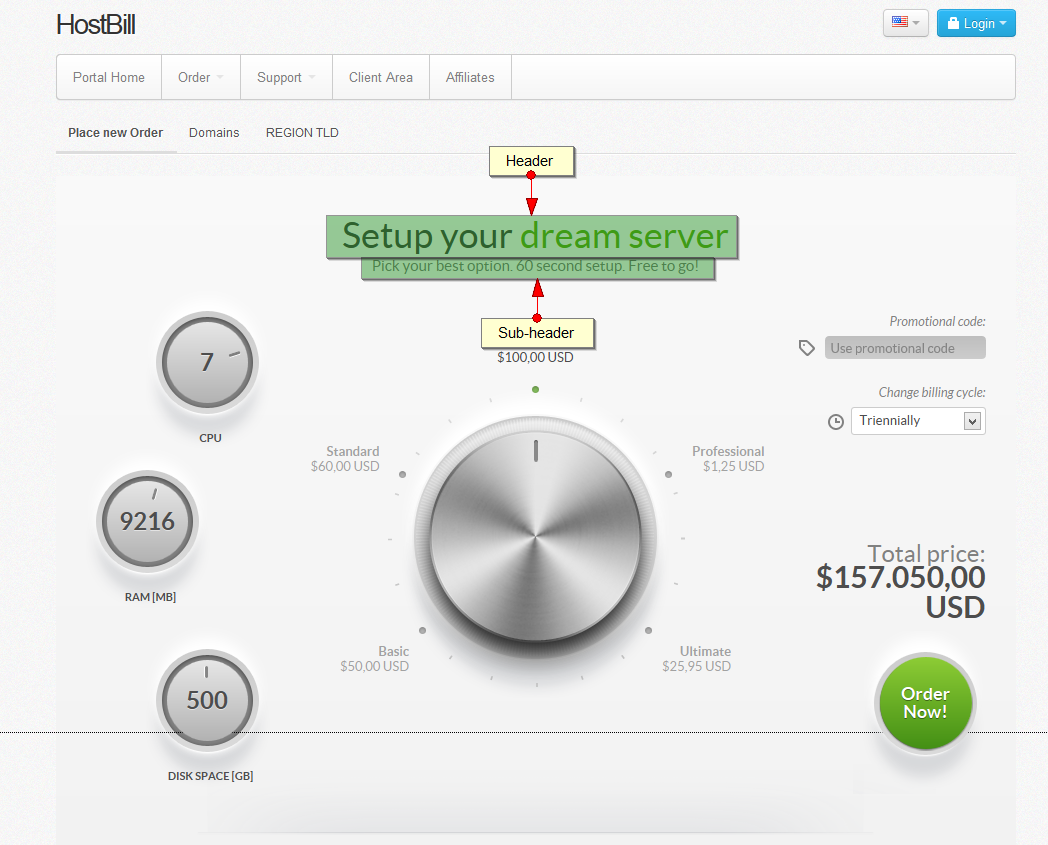 HostBill
Login
Portal Home
Order
Support
Client Area
Affiliates
Place new Order
Domains
REGION TLD
Header
Setup your dream server
Pick your best option. 60 second setup. Free to go!
Sub-header
$100,00 USD
Promotional code:
Use promotional code
Change billing cycle:
Triennially
7
CPU
Standard
$60,00 USD
Professional
$1,25 USD
9216
RAM [MB]
Total price:
$157.050,00
USD
Basic
$50,00 USD
Ultimate
$25,95 USD
500
DISK SPACE [GB]
Order
Now!